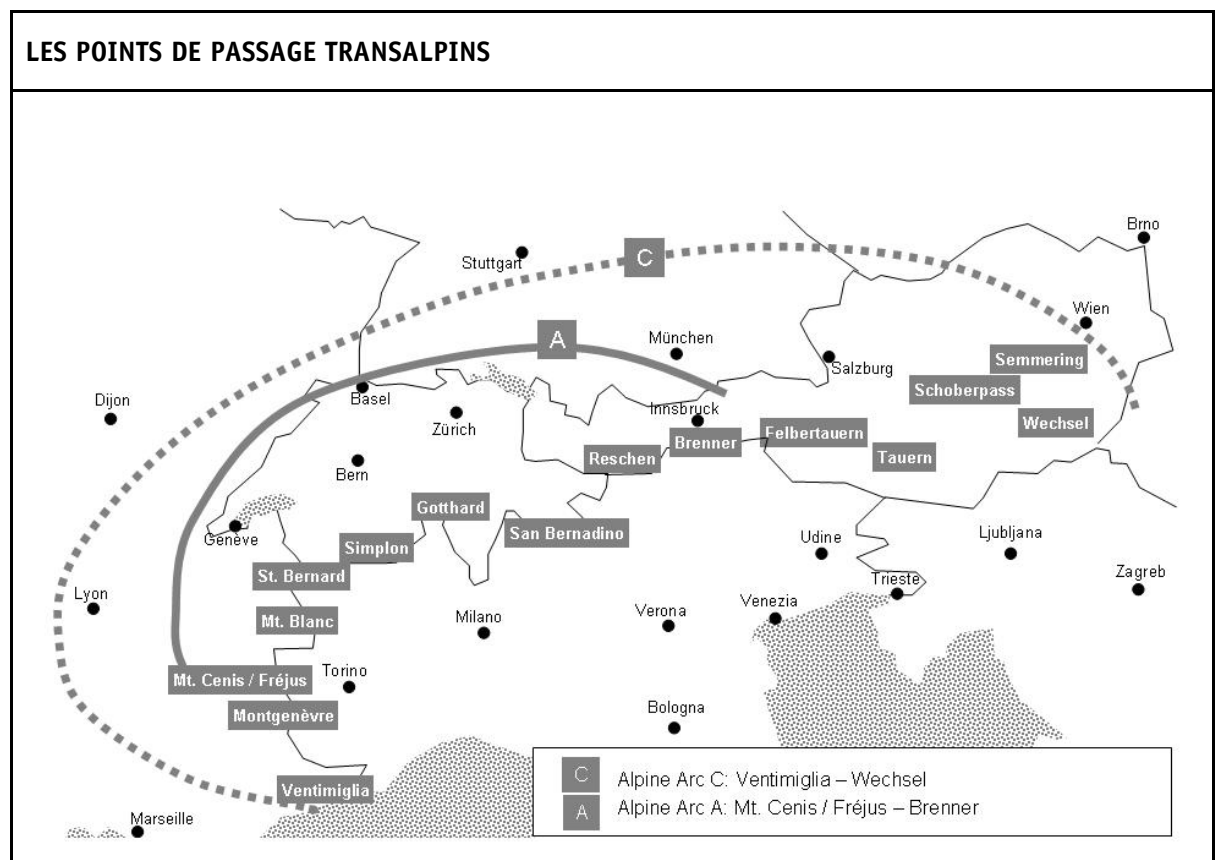 LES POINTS DE PASSAGE TRANSALPINS
Brno
Stuttgart
C
Wien
A
München
Semmering
Salzburg
Schoberpass
Basel
Dijon
Innsbruck
Zürich
Wechsel
Felbertauern
Brenner
Reschen
Tauern
Bern
Gotthard
San Bernadino
Genève
Simplon
Udine
Ljubljana
St. Bernard
Trieste
Zagreb
Lyon
Venezia
Verona
Milano
Mt. Blanc
Torino
Mt. Cenis / Fréjus
Bologna
Montgenèvre
Ventimiglia
Marseille
C Alpine Arc C: Ventimiglia – Wechsel
A Alpine Arc A: Mt. Cenis / Fréjus – Brenner